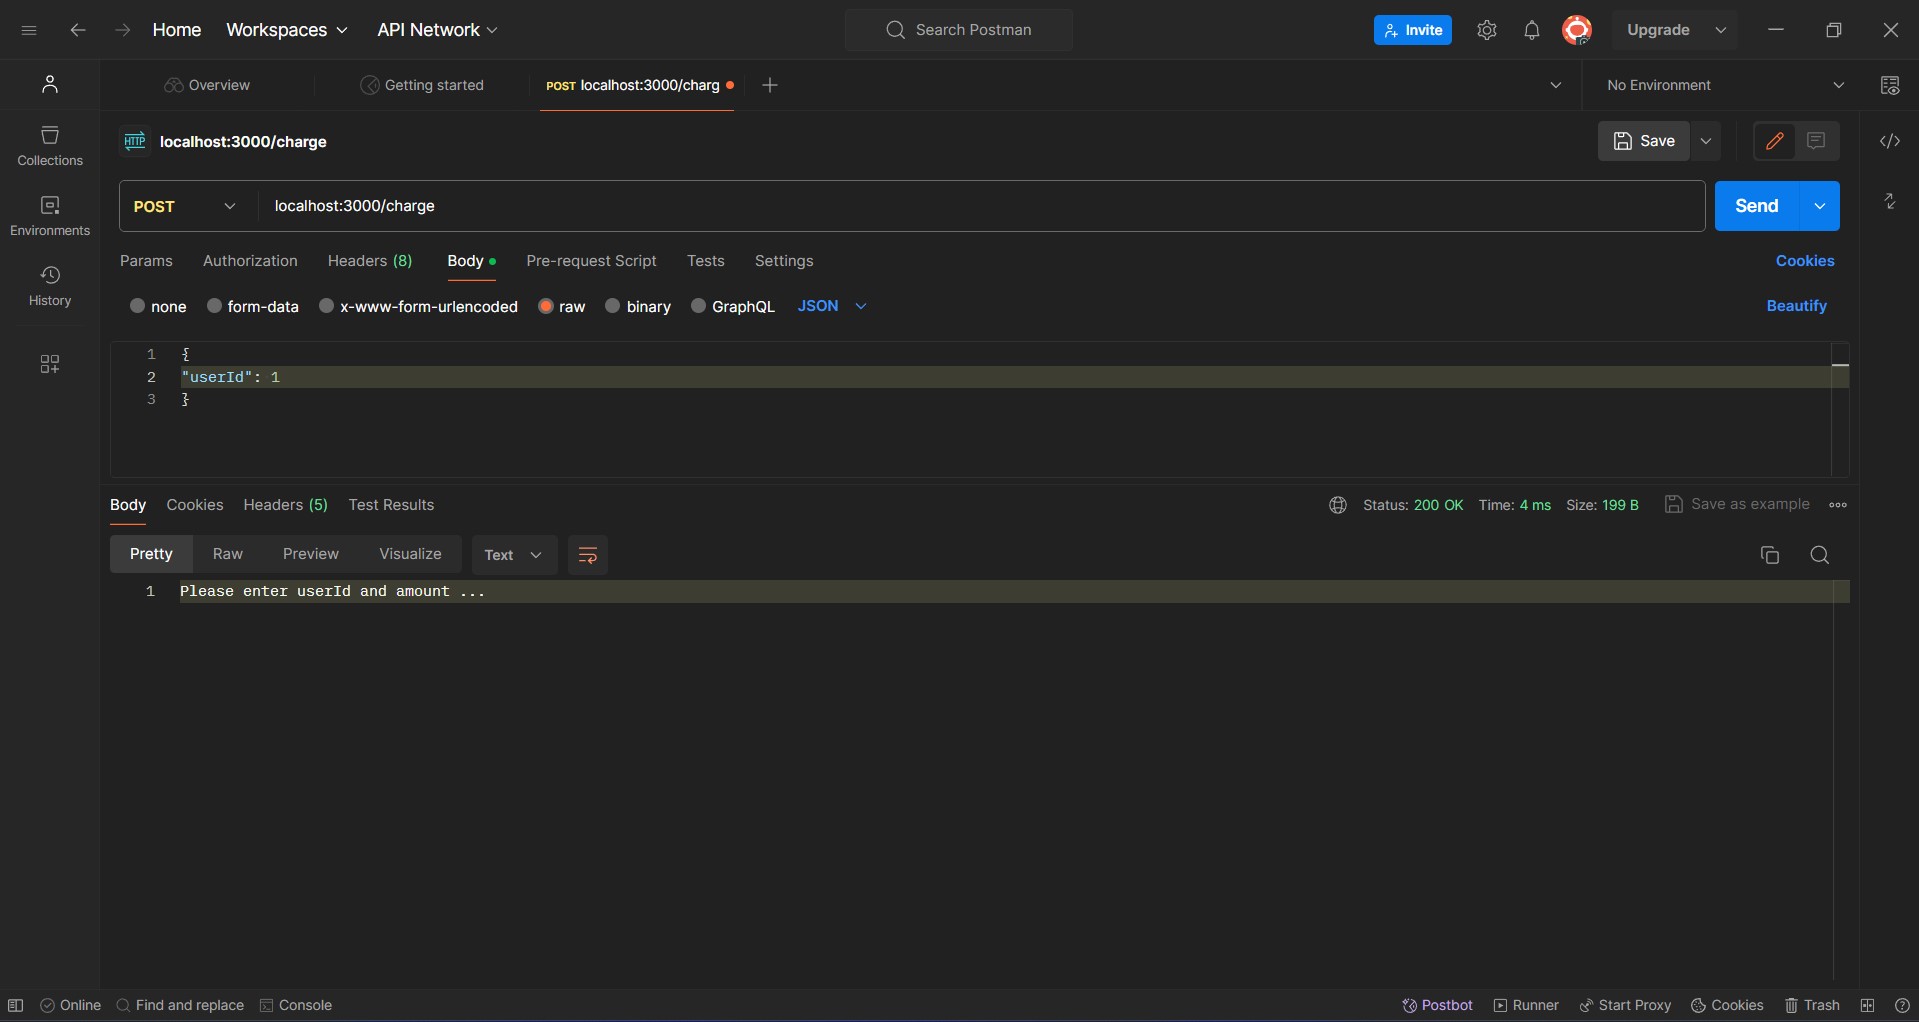 Home Workspaces API Network Search Postman Invite Upgrade
Overview Getting started POST localhost:3000/charg No Environment
HTTP localhost:3000/charge Save
Collections
Environments
History
POST localhost:3000/charge Send
Params Authorization Headers (8) Body Pre-request Script Tests Settings Cookies
none form-data x-www-form-urlencoded raw binary GraphQL JSON Beautify
1 {
2 "userId": 1
3 }
Body Cookies Headers (5) Test Results Status: 200 OK Time: 4 ms Size: 199 B Save as example
Pretty Raw Preview Visualize Text
1 Please enter userId and amount ...
Online Find and replace Console Postbot Runner Start Proxy Cookies Trash